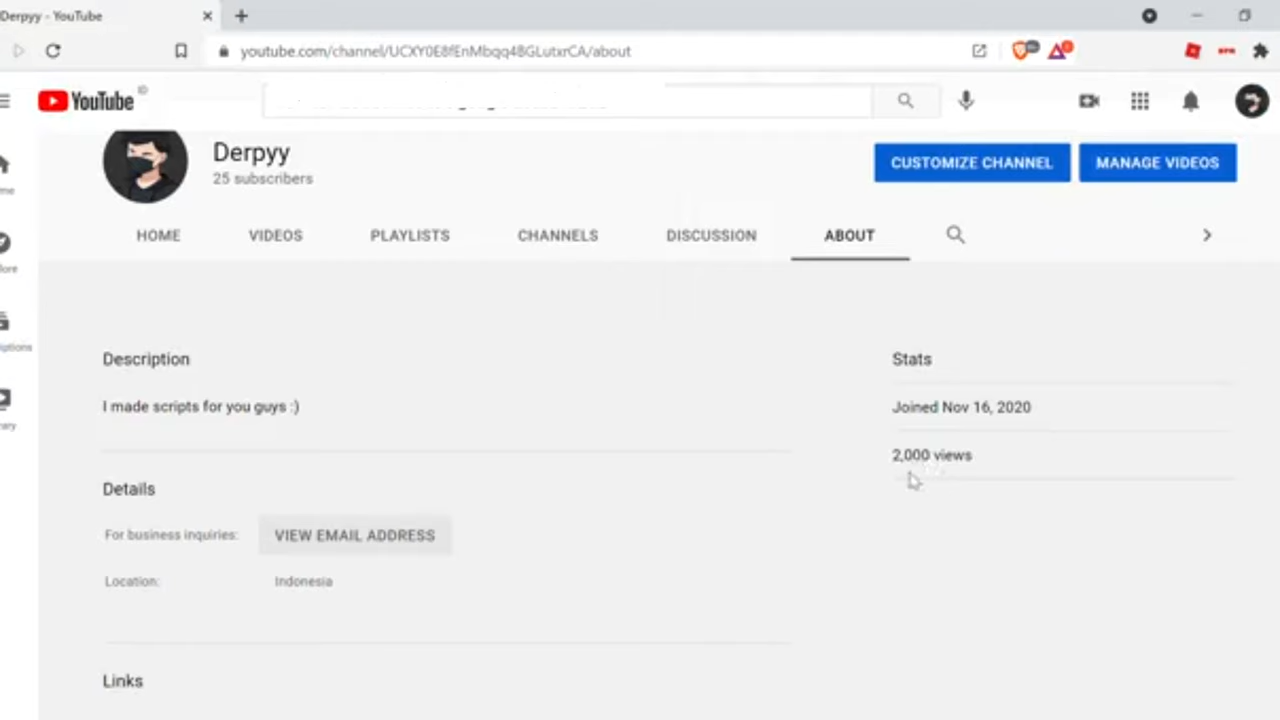 Derpyy - YouTube
youtube.com/channel/UCXY0E8fEnMbqq4BGLutxrCA/about
YouTube ID
Derpyy
25 subscribers
CUSTOMIZE CHANNEL
MANAGE VIDEOS
HOME
VIDEOS
PLAYLISTS
CHANNELS
DISCUSSION
ABOUT
Description
I made scripts for you guys :)
Stats
Joined Nov 16, 2020
2,000 views
Details
For business inquiries:
VIEW EMAIL ADDRESS
Location:
Indonesia
Links